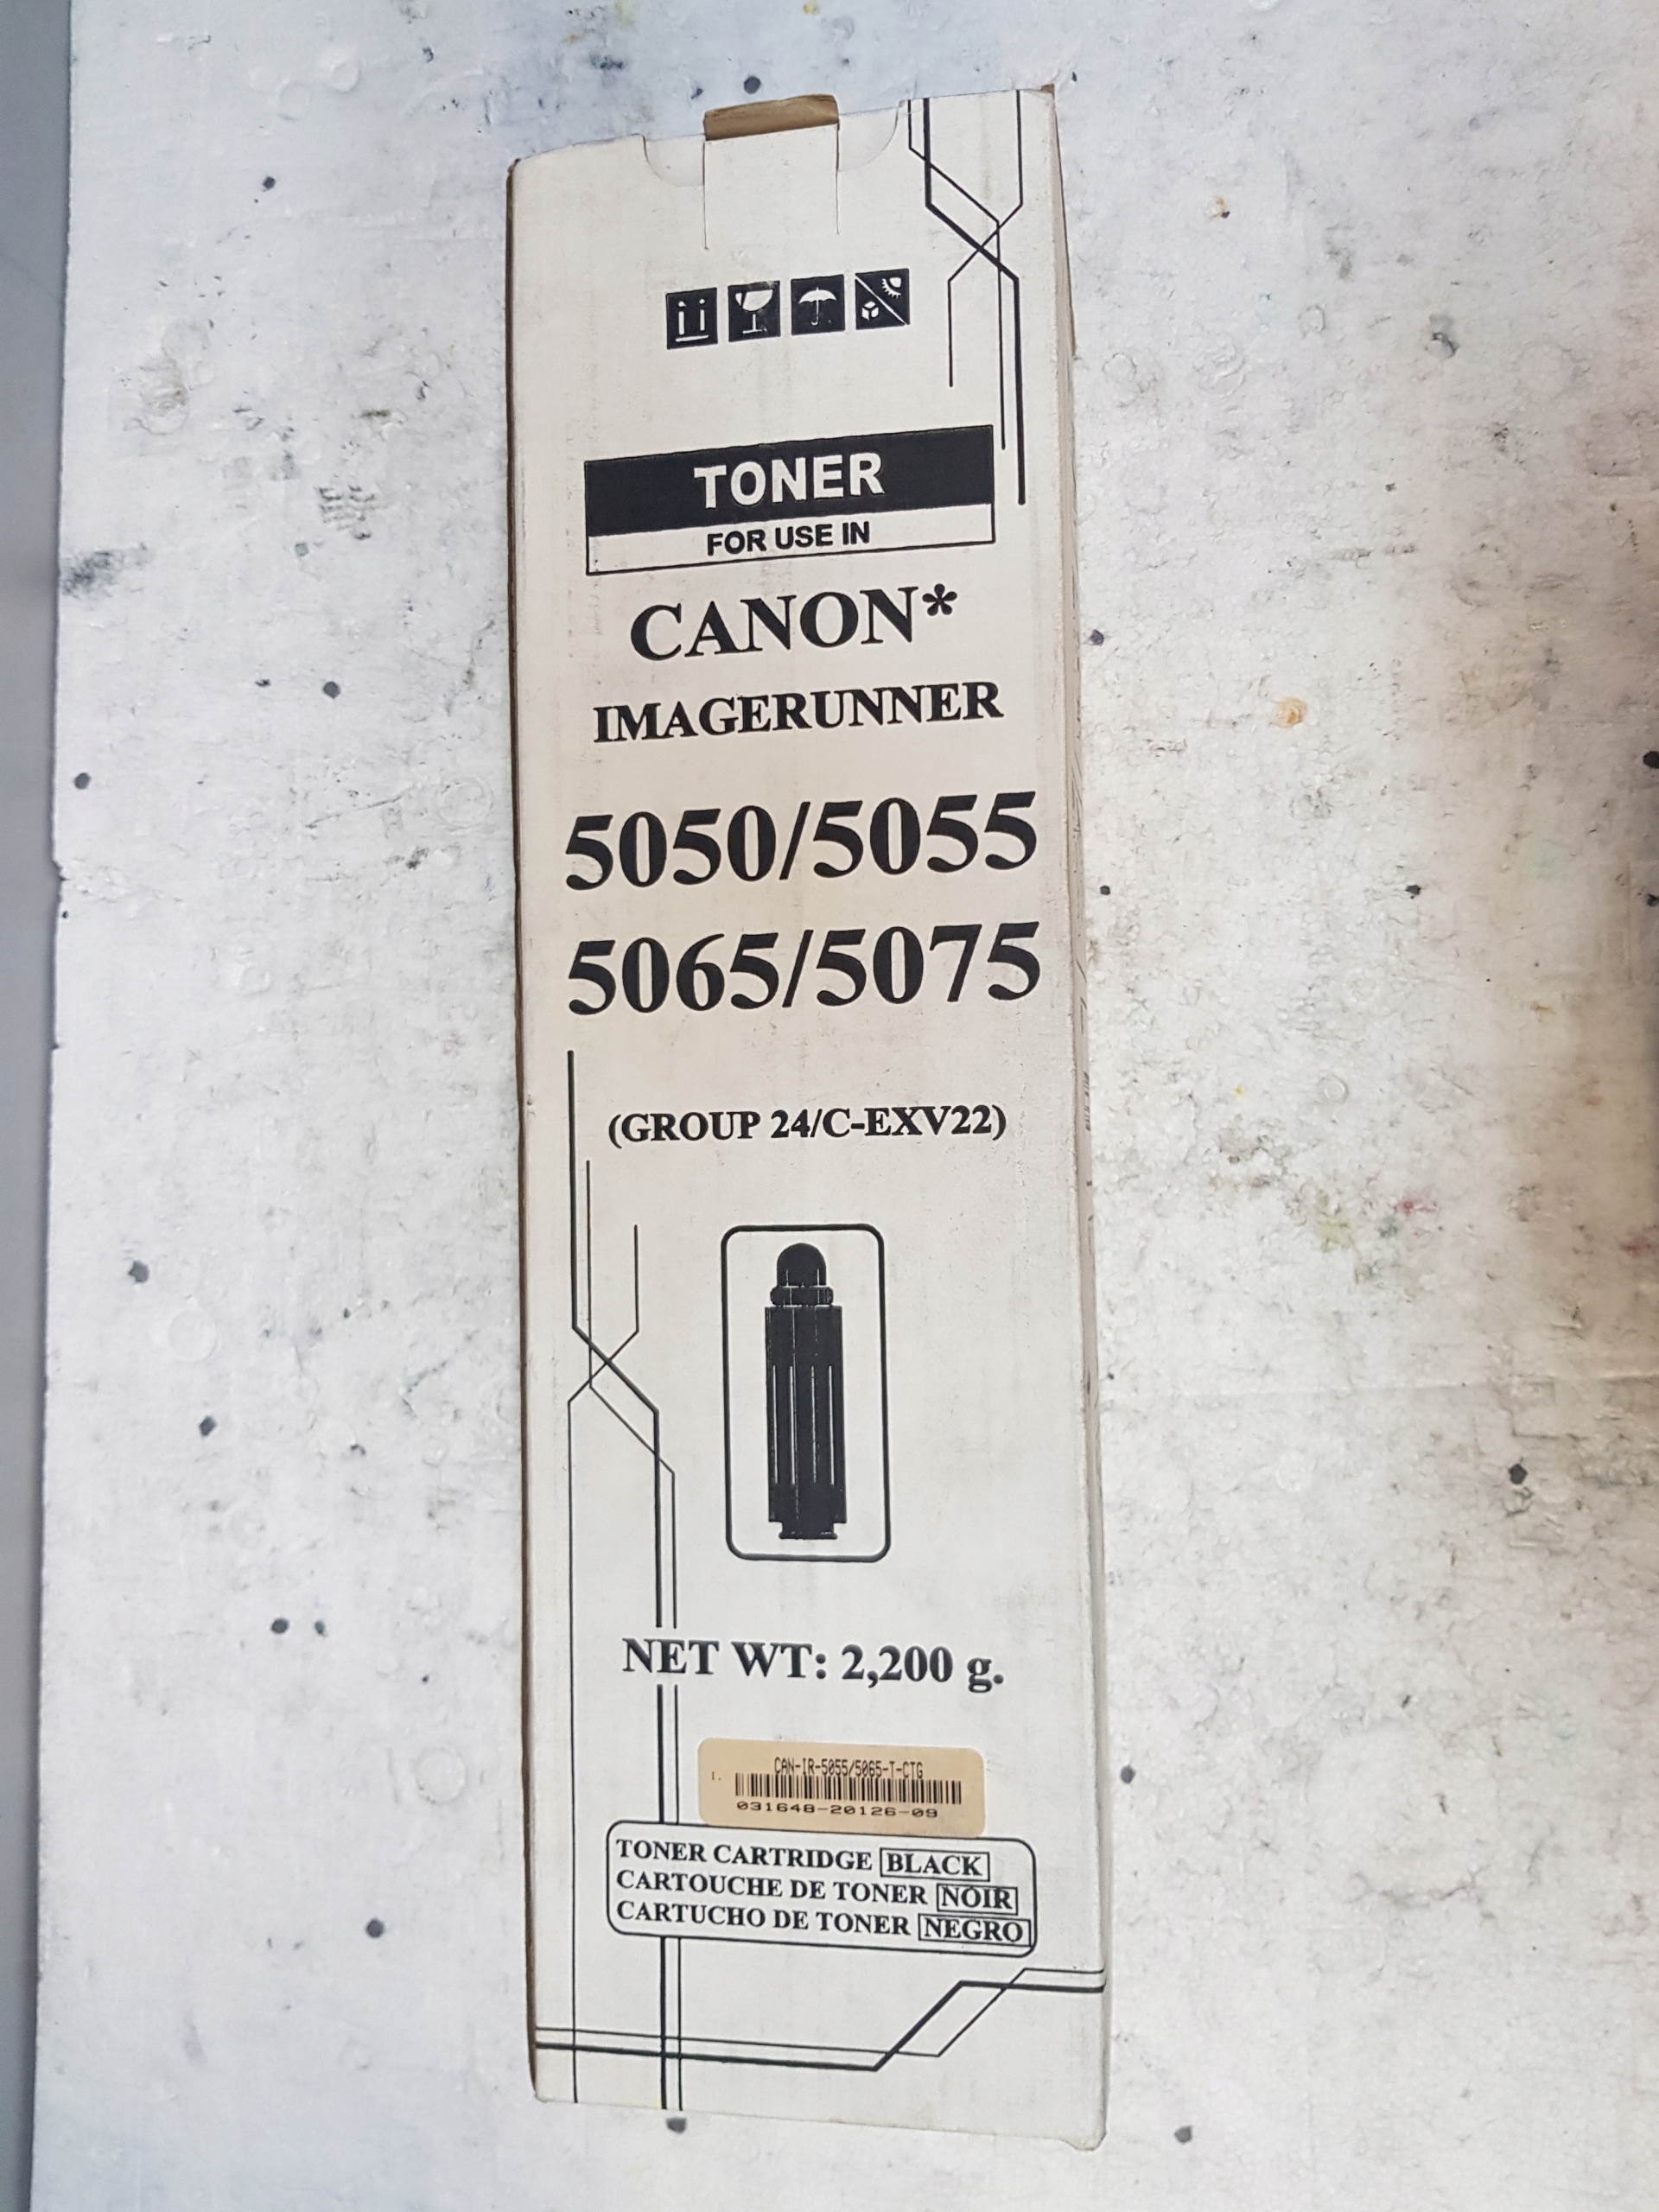 TONER
FOR USE IN
CANON*
IMAGERUNNER
5050/5055
5065/5075
(GROUP 24/C-EXV22)
NET WT: 2,200 g.
CAN-IR-5055/5065-T-CTG
1.
031648-20126-09
TONER CARTRIDGE BLACK
CARTOUCHE DE TONER NOIR
CARTUCHO DE TONER NEGRO